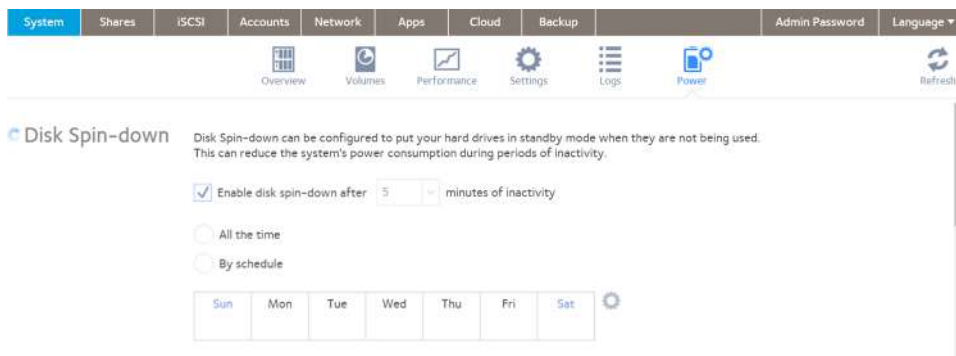 System Shares iSCSI Accounts Network Apps Cloud Backup Admin Password Language
Overview Volumes Performance Settings Logs Power Refresh
Disk Spin-down
Disk Spin-down can be configured to put your hard drives in standby mode when they are not being used.
This can reduce the system's power consumption during periods of inactivity.
Enable disk spin-down after 5 minutes of inactivity
All the time
By schedule
Sun Mon Tue Wed Thu Fri Sat